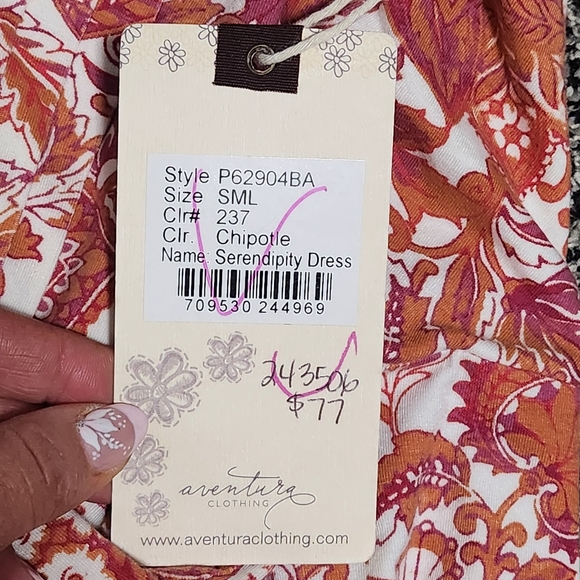 Style P62904BA
Size SML
Clr# 237
Clr. Chipotle
Name: Serendipity Dress
709530 244969
243506
$77
aventura
CLOTHING
www.aventuraclothing.com